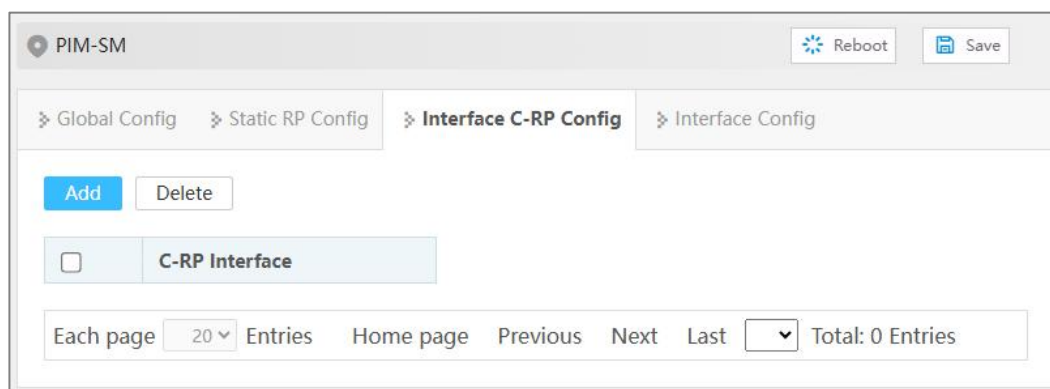 PIM-SM Reboot Save
Global Config Static RP Config Interface C-RP Config Interface Config
Add Delete
C-RP Interface
Each page 20 Entries Home page Previous Next Last Total: 0 Entries